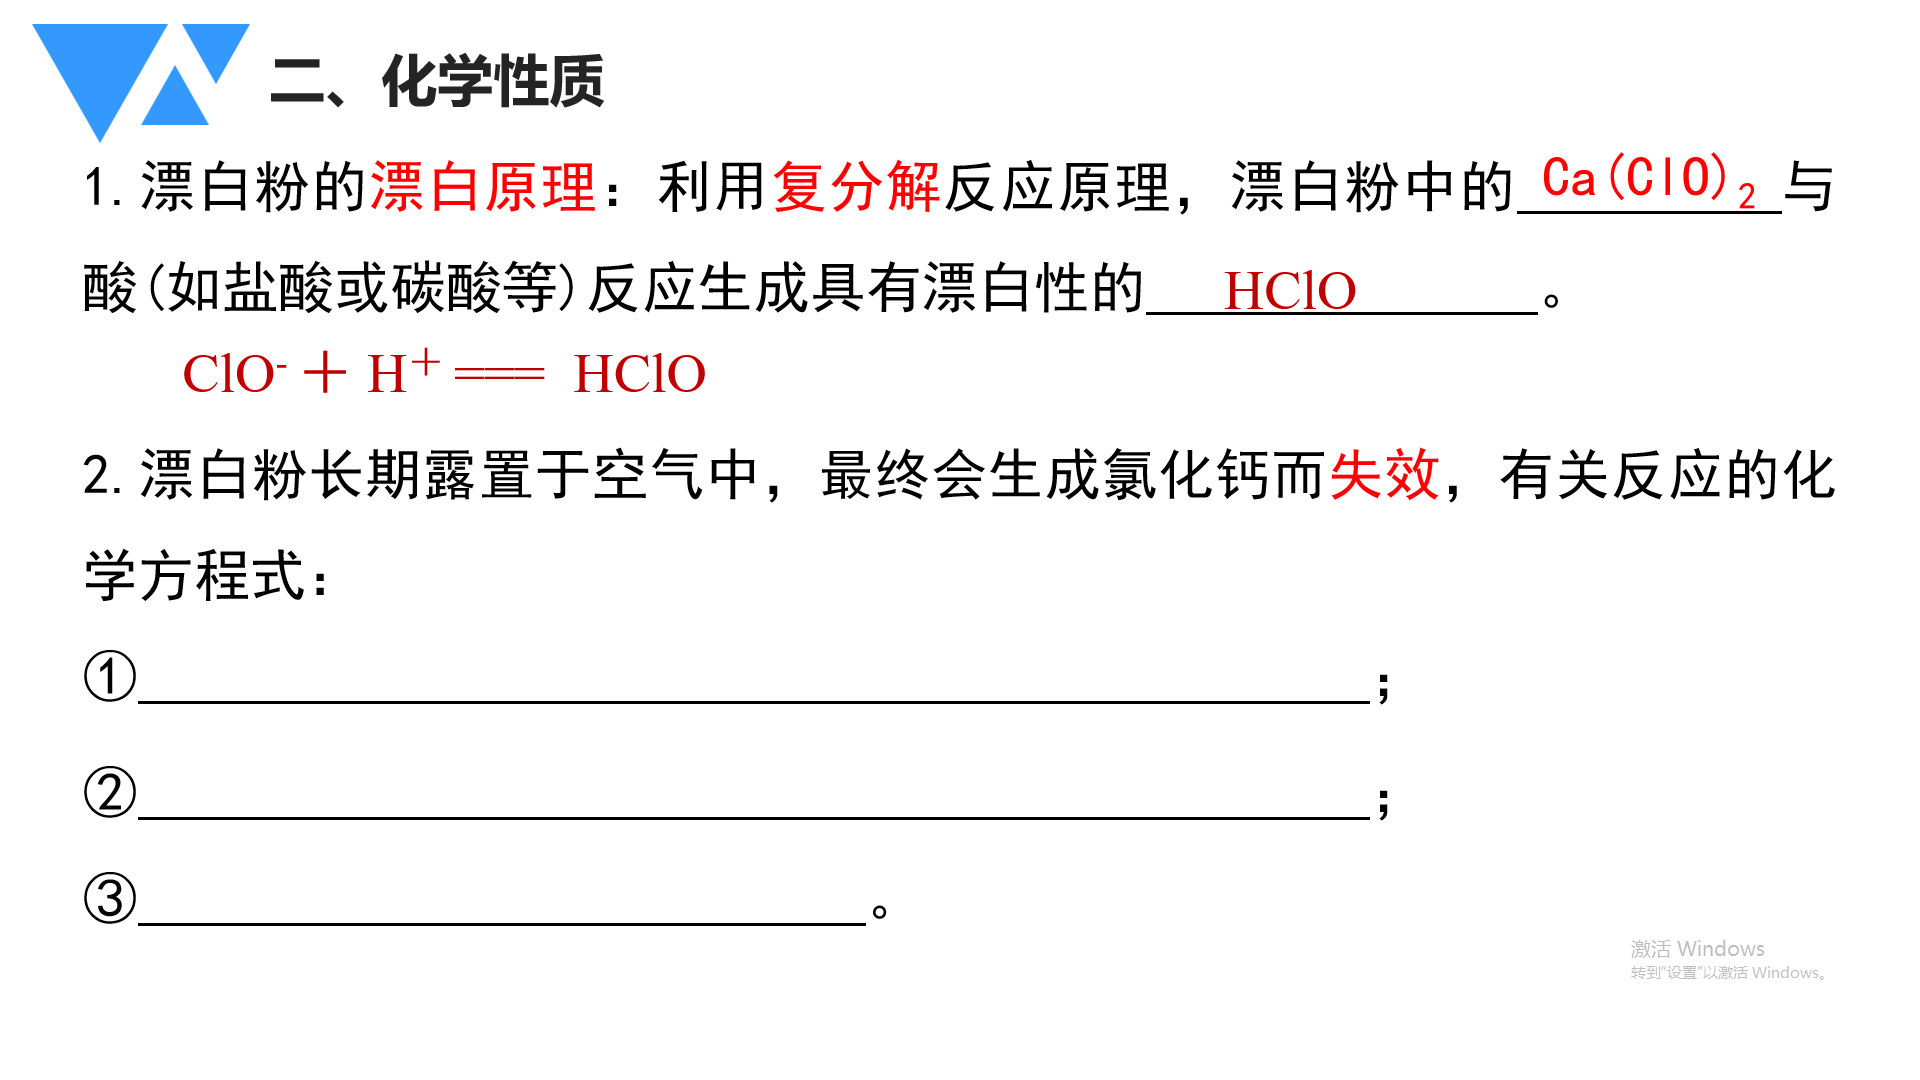 二、化学性质
1.漂白粉的漂白原理：利用复分解反应原理，漂白粉中的 Ca(ClO)₂ 与
酸(如盐酸或碳酸等)反应生成具有漂白性的 HClO 。
ClO⁻＋H⁺ === HClO
2.漂白粉长期露置于空气中，最终会生成氯化钙而失效，有关反应的化
学方程式：
①；
②；
③。
激活 Windows
转到“设置”以激活 Windows。